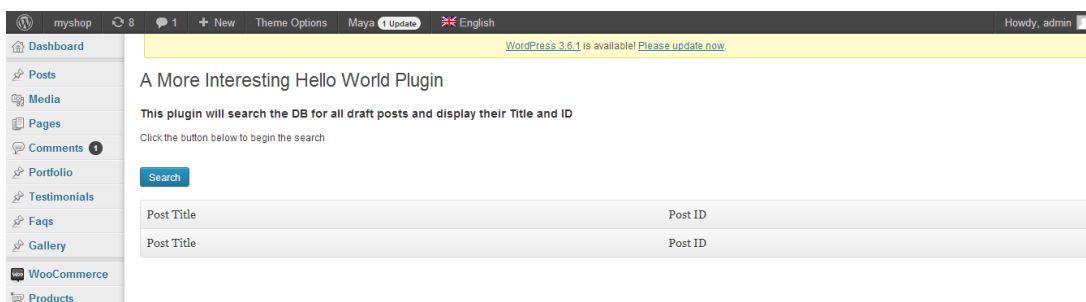 myshop 8 1 + New Theme Options Maya 1 Update English Howdy, admin
Dashboard
WordPress 3.6.1 is available! Please update now.
Posts
Media
Pages
Comments 1
Portfolio
Testimonials
Faqs
Gallery
WooCommerce
Products
A More Interesting Hello World Plugin
This plugin will search the DB for all draft posts and display their Title and ID
Click the button below to begin the search
Search
Post Title Post ID
Post Title Post ID